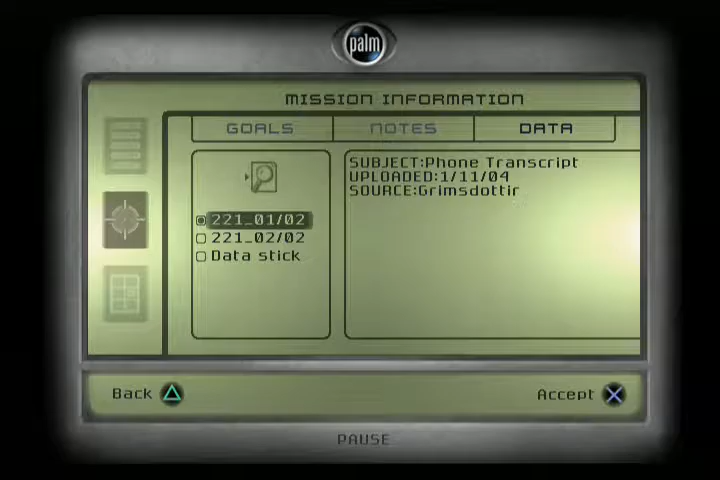 palm
MISSION INFORMATION
GOALS
NOTES
DATA
221_01/02
221_02/02
Data stick
SUBJECT:Phone Transcript
UPLOADED:1/11/04
SOURCE:Grimsdottir
Back
Accept
PAUSE